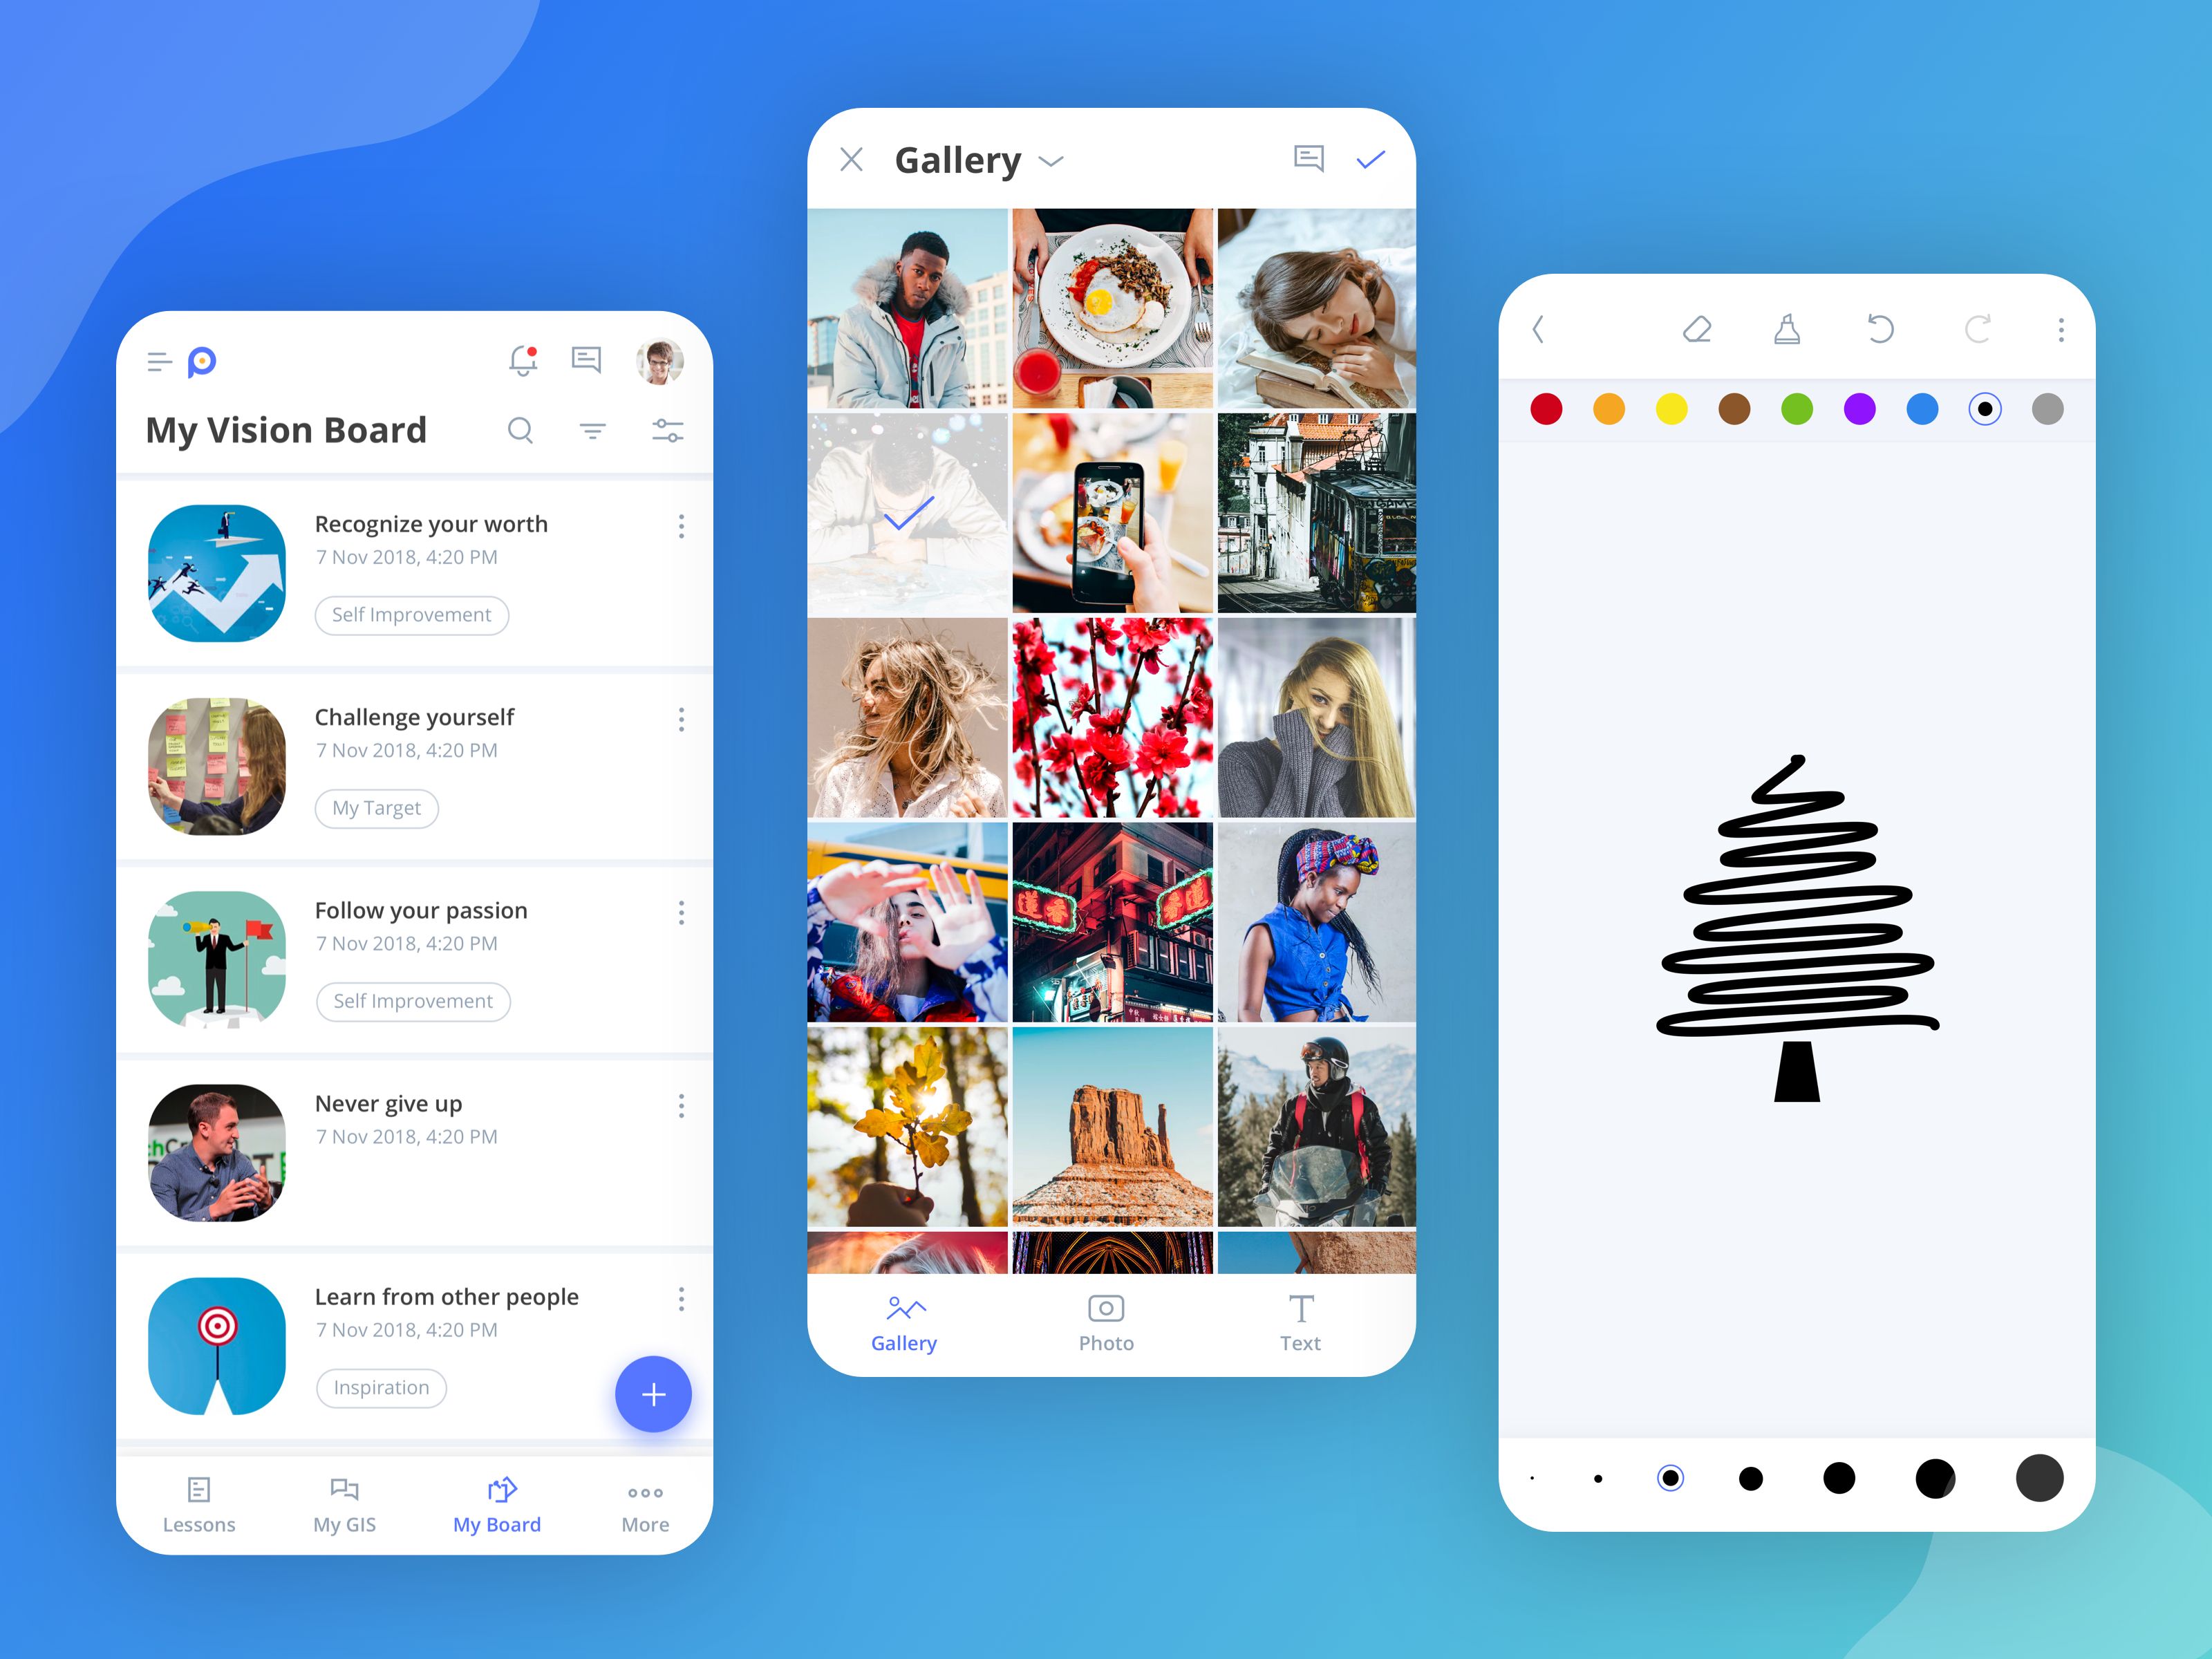 My Vision Board
Recognize your worth
7 Nov 2018, 4:20 PM
Self Improvement
Challenge yourself
7 Nov 2018, 4:20 PM
My Target
Follow your passion
7 Nov 2018, 4:20 PM
Self Improvement
Never give up
7 Nov 2018, 4:20 PM
Learn from other people
7 Nov 2018, 4:20 PM
Inspiration
Lessons
My GIS
My Board
More
Gallery
Gallery
Photo
Text